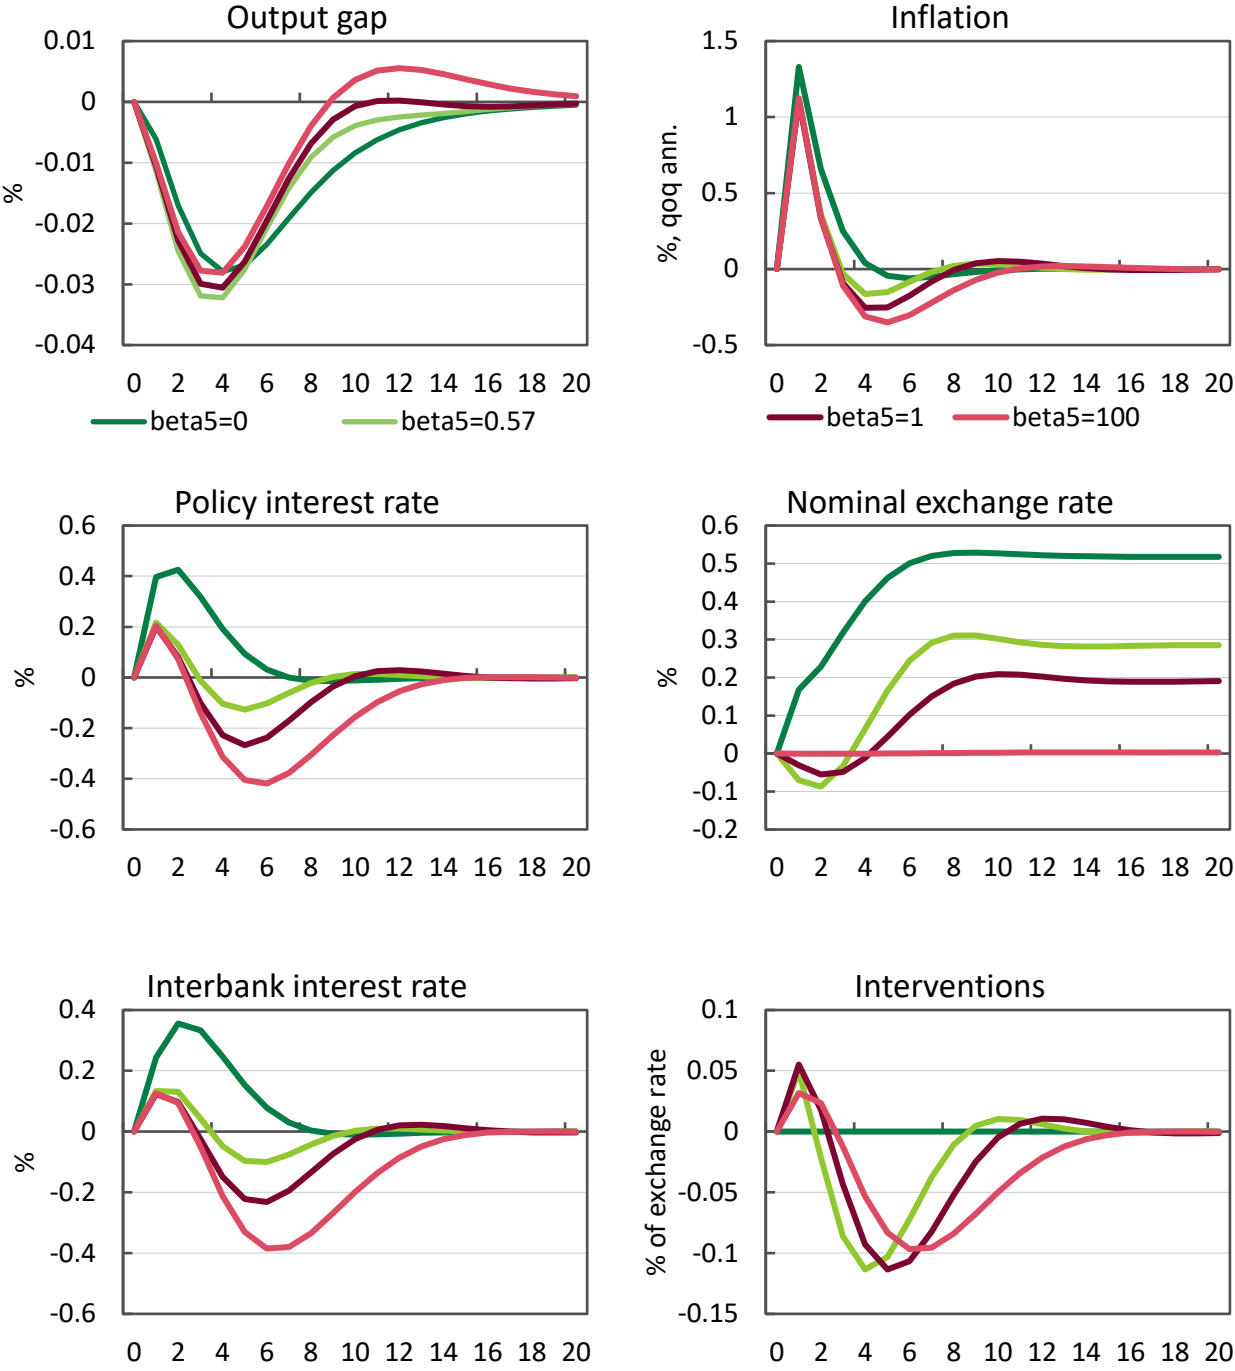 Output gap
0.01
0
-0.01
-0.02
-0.03
-0.04
%
0 2 4 6 8 10 12 14 16 18 20
Inflation
1.5
1
0.5
0
-0.5
%, qoq ann.
0 2 4 6 8 10 12 14 16 18 20
beta5=0 beta5=0.57 beta5=1 beta5=100
Policy interest rate
0.6
0.4
0.2
0
-0.2
-0.4
-0.6
%
0 2 4 6 8 10 12 14 16 18 20
Nominal exchange rate
0.6
0.5
0.4
0.3
0.2
0.1
0
-0.1
-0.2
%
0 2 4 6 8 10 12 14 16 18 20
Interbank interest rate
0.4
0.2
0
-0.2
-0.4
-0.6
%
0 2 4 6 8 10 12 14 16 18 20
Interventions
0.1
0.05
0
-0.05
-0.1
-0.15
% of exchange rate
0 2 4 6 8 10 12 14 16 18 20